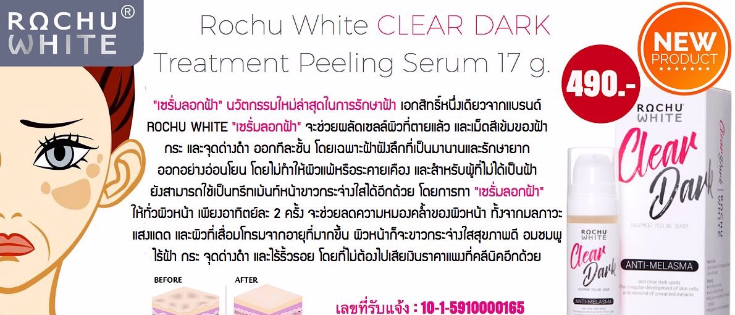 ROCHU®
WHITE
Rochu White CLEAR DARK
Treatment Peeling Serum 17 g.
NEW
PRODUCT
490.-
"เซรั่มลอกฝ้า" นวัตกรรมใหม่ล่าสุดในการรักษาฝ้า เอกสิทธิ์หนึ่งเดียวจากแบรนด์
ROCHU WHITE "เซรั่มลอกฝ้า" จะช่วยผลัดเซลล์ผิวที่ตายแล้ว และเม็ดสีเข้มของฝ้า
กระ และจุดด่างดำ ออกทีละชั้น โดยเฉพาะฝ้าฝังลึกที่เป็นมานานและรักษายาก
ออกอย่างอ่อนโยน โดยไม่ทำให้ผิวแพ้หรือระคายเคือง และสำหรับผู้ที่ไม่ได้เป็นฝ้า
ยังสามารถใช้เป็นทรีทเม้นท์หน้าขาวกระจ่างใสได้อีกด้วย โดยการทา "เซรั่มลอกฝ้า"
ให้ทั่วผิวหน้า เพียงอาทิตย์ละ 2 ครั้ง จะช่วยลดความหมองคล้ำของผิวหน้า ทั้งจากมลภาวะ
แสงแดด และผิวที่เสื่อมโทรมจากอายุที่มากขึ้น ผิวหน้าก็จะขาวกระจ่างใสสุขภาพดี อมชมพู
ไร้ฝ้า กระ จุดด่างดำ และไร้ริ้วรอย โดยที่ไม่ต้องไปเสียเงินราคาแพงที่คลีนิคอีกด้วย
BEFORE
AFTER
เลขที่รับแจ้ง : 10-1-5910000165
ROCHU
WHITE
Clear
Dark
TREATMENT PEELING SERUM
ANTI-MELASMA
ROCHU
WHITE
Clear
Dark
ANTI-MELASMA